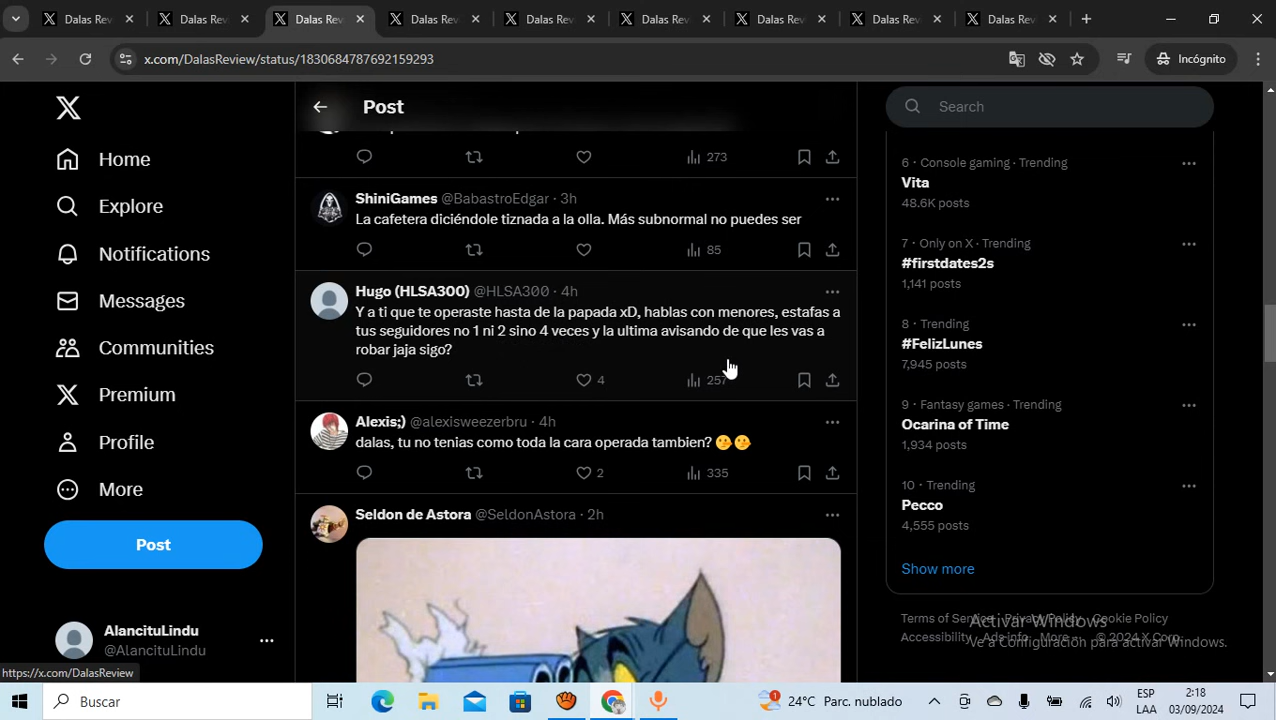 Dalas Rev
Dalas Rev
Dalas Rev
Dalas Rev
Dalas Rev
Dalas Rev
Dalas Rev
Dalas Rev
Dalas Rev
x.com/DalasReview/status/1830684787692159293
Incógnito
Post
Search
Home
Explore
Notifications
Messages
Communities
Premium
Profile
More
Post
AlancituLindu
@AlancituLindu
https://x.com/DalasReview
273
ShiniGames @BabastroEdgar · 3h
La cafetera diciéndole tiznada a la olla. Más subnormal no puedes ser
85
Hugo (HLSA300) @HLSA300 · 4h
Y a ti que te operaste hasta de la papada xD, hablas con menores, estafas a
tus seguidores no 1 ni 2 sino 4 veces y la ultima avisando de que les vas a
robar jaja sigo?
4 257
Alexis;) @alexisweezerbru · 4h
dalas, tu no tenias como toda la cara operada tambien? 🤔🤔
2 335
Seldon de Astora @SeldonAstora · 2h
6 · Console gaming · Trending
Vita
48.6K posts
7 · Only on X · Trending
#firstdates2s
1,141 posts
8 · Trending
#FelizLunes
7,945 posts
9 · Fantasy games · Trending
Ocarina of Time
1,934 posts
10 · Trending
Pecco
4,555 posts
Show more
Terms of Service Privacy Policy Cookie Policy
Accessibility Ads info More ··· © 2024 X Corp.
Activar Windows
Ve a Configuración para activar Windows.
Buscar
1
24°C Parc. nublado
ESP
LAA
2:18
03/09/2024